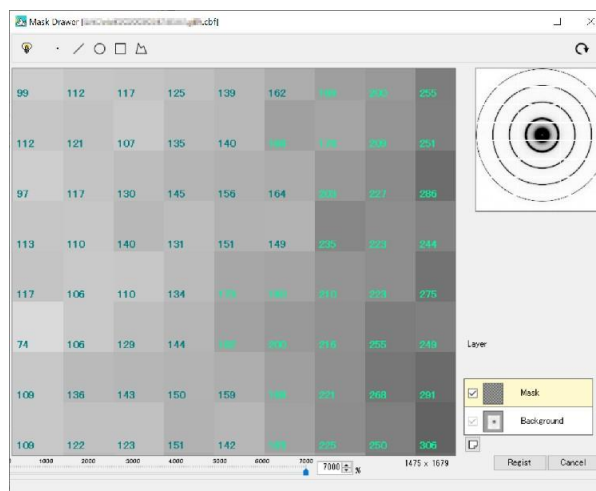 Mask Drawer
.cbf)
99 112 117 125 139 162 255
112 121 107 135 140 209 251
97 117 130 145 156 164 203 227 286
113 110 140 131 151 149 235 223 244
117 106 110 134 210 223 275
74 106 129 144 200 216 255 249
109 136 143 150 159 221 268 291
109 122 123 151 142 225 250 306
Layer
Mask
Background
1000 2000 3000 4000 5000 6000 7000
7000 %
1475 x 1679
Regist Cancel